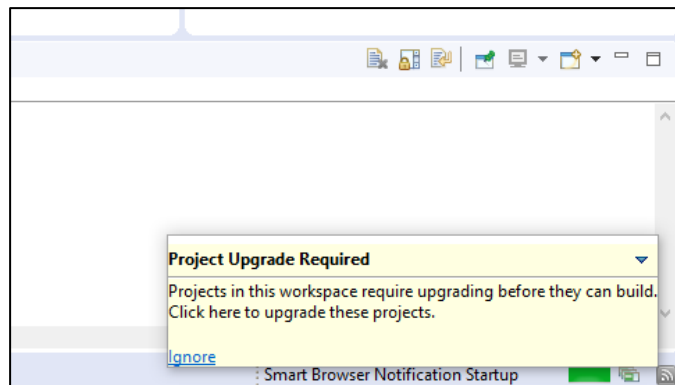 Project Upgrade Required
Projects in this workspace require upgrading before they can build.
Click here to upgrade these projects.
Ignore
Smart Browser Notification Startup